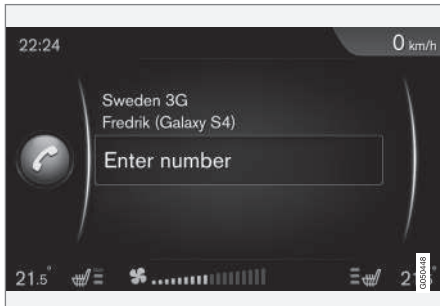 22:24
0 km/h
Sweden 3G
Fredrik (Galaxy S4)
Enter number
21.5°
G050448